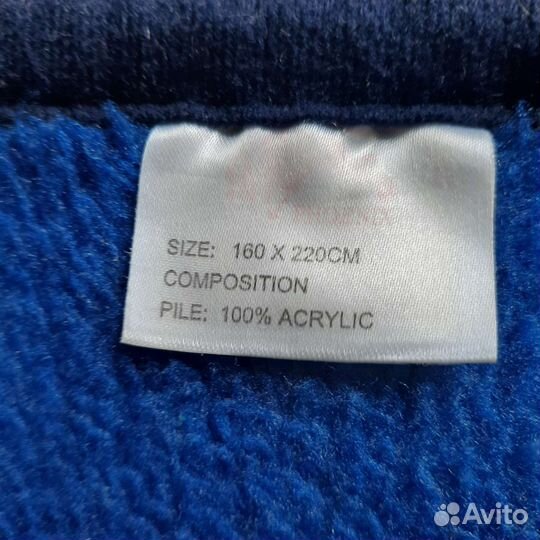 SIZE: 160 X 220CM
COMPOSITION
PILE: 100% ACRYLIC
Avito